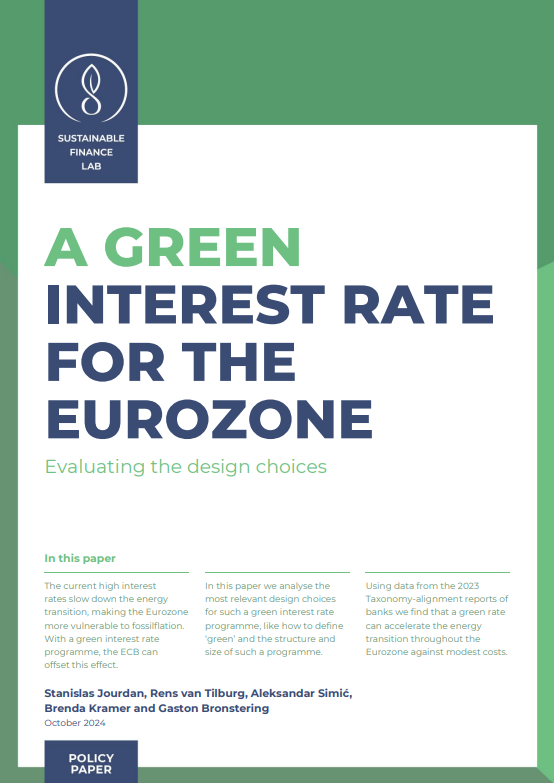 SUSTAINABLE
FINANCE
LAB
A GREEN
INTEREST RATE
FOR THE
EUROZONE
Evaluating the design choices
In this paper
The current high interest
rates slow down the energy
transition, making the Eurozone
more vulnerable to fossilflation.
With a green interest rate
programme, the ECB can
offset this effect.
In this paper we analyse the
most relevant design choices
for such a green interest rate
programme, like how to define
'green' and the structure and
size of such a programme.
Using data from the 2023
Taxonomy-alignment reports of
banks we find that a green rate
can accelerate the energy
transition throughout the
Eurozone against modest costs.
Stanislas Jourdan, Rens van Tilburg, Aleksandar Simić,
Brenda Kramer and Gaston Bronstering
October 2024
POLICY
PAPER